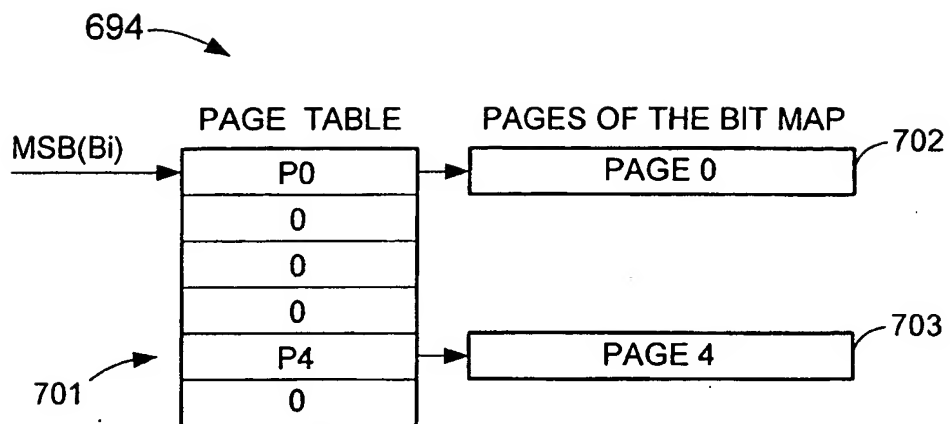 694
PAGE TABLE PAGES OF THE BIT MAP
MSB(Bi) 702
P0 PAGE 0
0
0
0
703
P4 PAGE 4
701
0